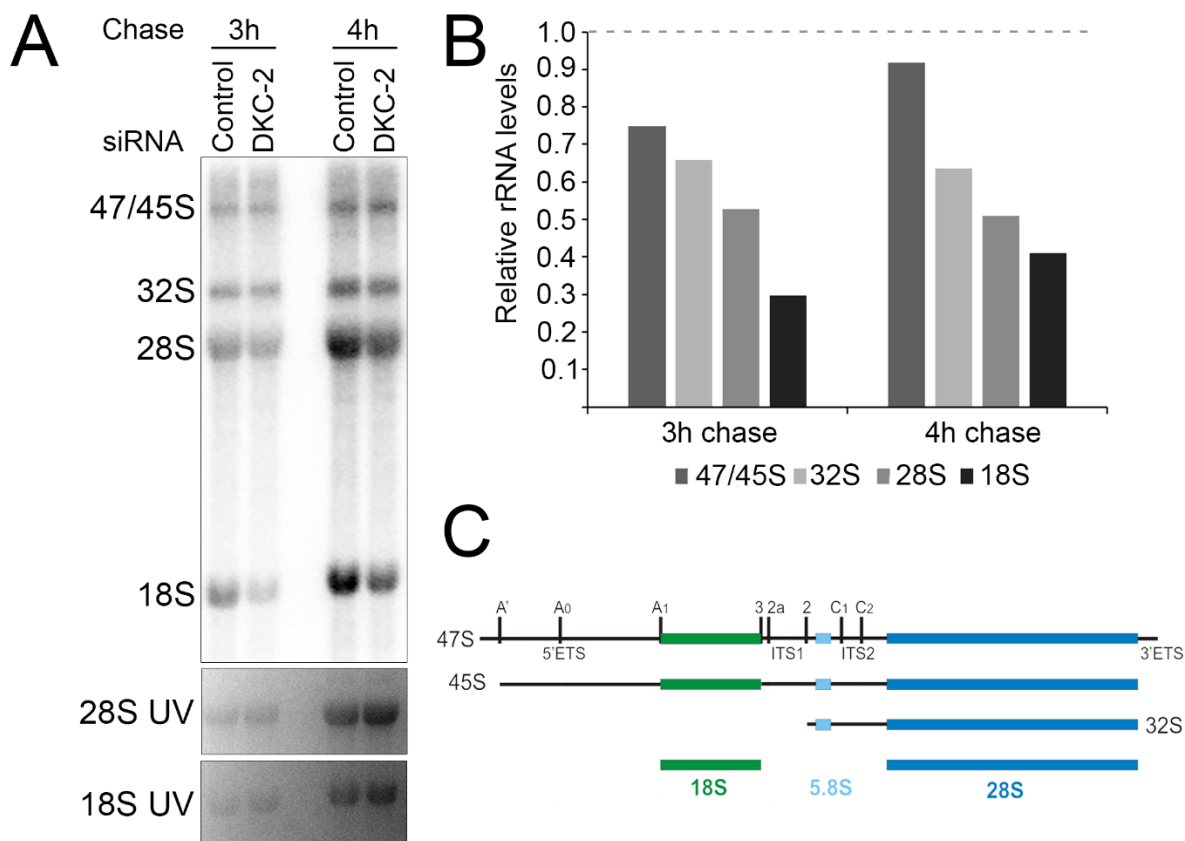 A
Chase 3h 4h
siRNA Control DKC-2 Control DKC-2
47/45S
32S
28S
18S
28S UV
18S UV
B
Relative rRNA levels
1.0
0.9
0.8
0.7
0.6
0.5
0.4
0.3
0.2
0.1
0
3h chase 4h chase
47/45S 32S 28S 18S
C
A' A0 A1 3 2a 2 C1 C2
47S
5'ETS ITS1 ITS2 3'ETS
45S
32S
18S 5.8S 28S